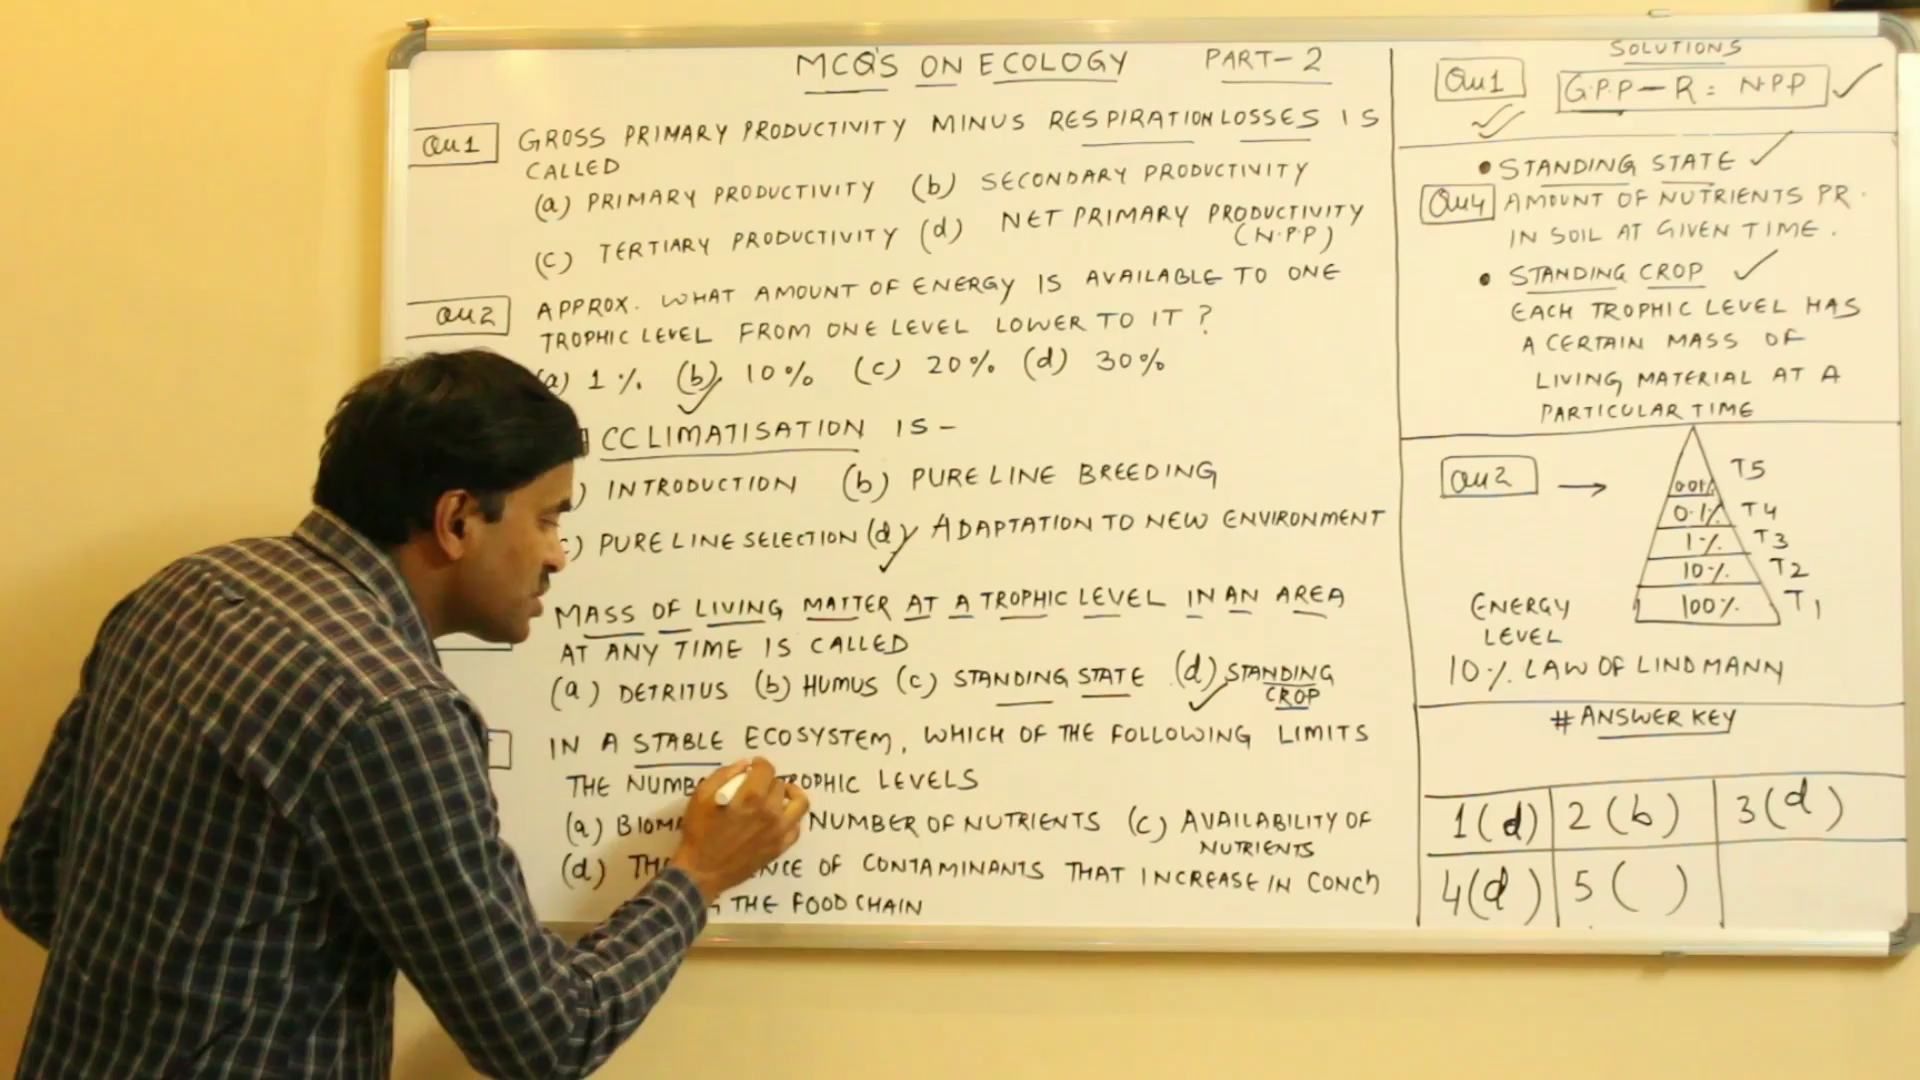 MCQ'S ON ECOLOGY PART-2
Qu1 GROSS PRIMARY PRODUCTIVITY MINUS RESPIRATION LOSSES IS
CALLED
(a) PRIMARY PRODUCTIVITY (b) SECONDARY PRODUCTIVITY
(c) TERTIARY PRODUCTIVITY (d) NET PRIMARY PRODUCTIVITY
(N.P.P)
Qu2 APPROX. WHAT AMOUNT OF ENERGY IS AVAILABLE TO ONE
TROPHIC LEVEL FROM ONE LEVEL LOWER TO IT?
(a) 1% (b) 10% (c) 20% (d) 30%
ACCLIMATISATION IS -
) INTRODUCTION (b) PURE LINE BREEDING
c) PURE LINE SELECTION (d) ADAPTATION TO NEW ENVIRONMENT
MASS OF LIVING MATTER AT A TROPHIC LEVEL IN AN AREA
AT ANY TIME IS CALLED
(a) DETRITUS (b) HUMUS (c) STANDING STATE (d) STANDING
CROP
IN A STABLE ECOSYSTEM, WHICH OF THE FOLLOWING LIMITS
THE TROPHIC LEVELS
(a) NUMBER OF NUTRIENTS (c) AVAILABILITY OF
NUTRIENTS
(d) OF CONTAMINANTS THAT INCREASE IN CONCn
THE FOOD CHAIN
SOLUTIONS
Qu1 G.P.P - R = N.P.P
• STANDING STATE
Qu4 AMOUNT OF NUTRIENTS PR.
IN SOIL AT GIVEN TIME.
• STANDING CROP
EACH TROPHIC LEVEL HAS
A CERTAIN MASS OF
LIVING MATERIAL AT A
PARTICULAR TIME
Qu2 →
0.01% T5
0.1% T4
1% T3
10% T2
100% T1
ENERGY
LEVEL
10% LAW OF LINDMANN
# ANSWER KEY
1(d) 2(b) 3(d)
4(d) 5( )